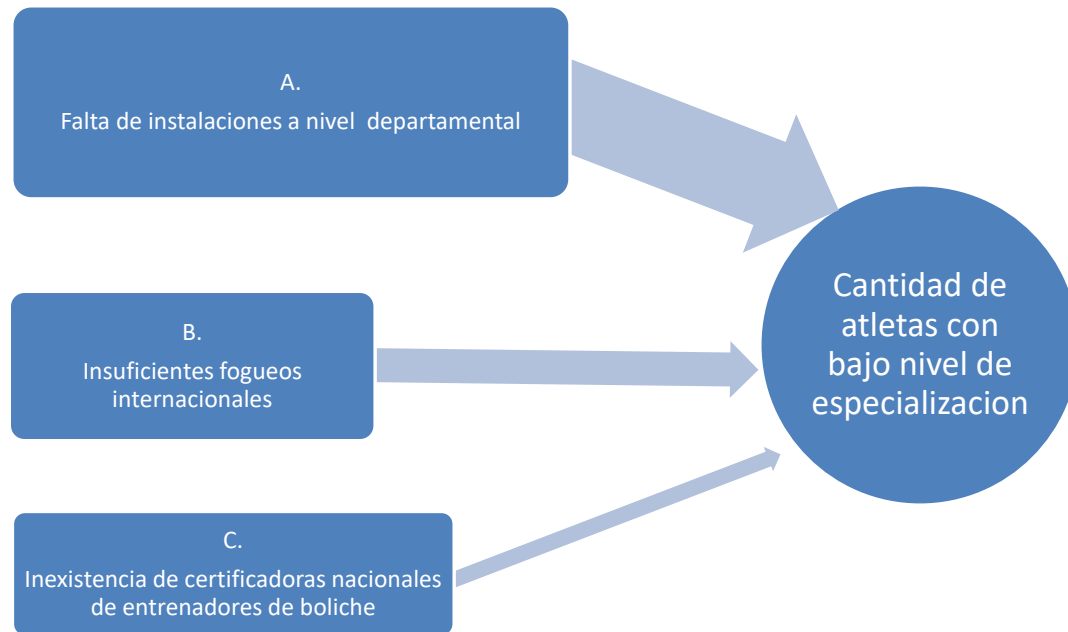 A.
Falta de instalaciones a nivel departamental
B.
Insuficientes fogueos
internacionales
C.
Inexistencia de certificadoras nacionales
de entrenadores de boliche
Cantidad de
atletas con
bajo nivel de
especializacion